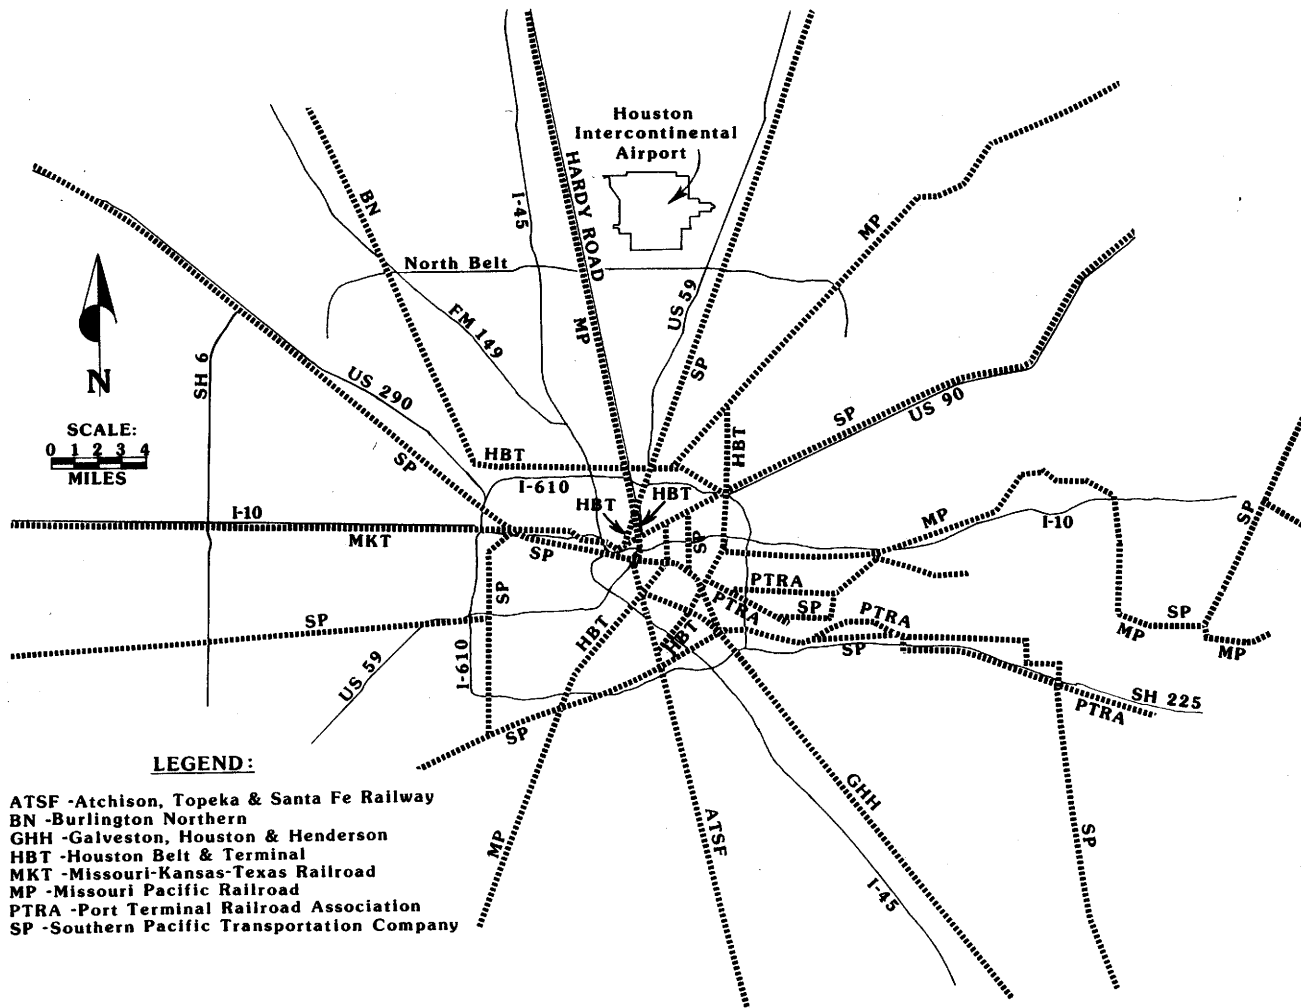 Houston
Intercontinental
Airport
HARDY ROAD
I-45
BN
MP
North Belt
US 59
FM 149
MP
SH 6
N
US 290
SP
SCALE:
0 1 2 3 4
MILES
SP
US 90
HBT
SP
HBT
I-610
HBT
HBT
I-10
MKT
SP
SP
MP
I-10
SP
PTRA
PTRA
SP
PTRA
SP
SP
HBT
HBT
SP
MP
SP
MP
US 59
I-610
SP
SH 225
PTRA
LEGEND:
ATSF -Atchison, Topeka & Santa Fe Railway
BN -Burlington Northern
GHH -Galveston, Houston & Henderson
HBT -Houston Belt & Terminal
MKT -Missouri-Kansas-Texas Railroad
MP -Missouri Pacific Railroad
PTRA -Port Terminal Railroad Association
SP -Southern Pacific Transportation Company
MP
ATSF
GHH
SP
I-45